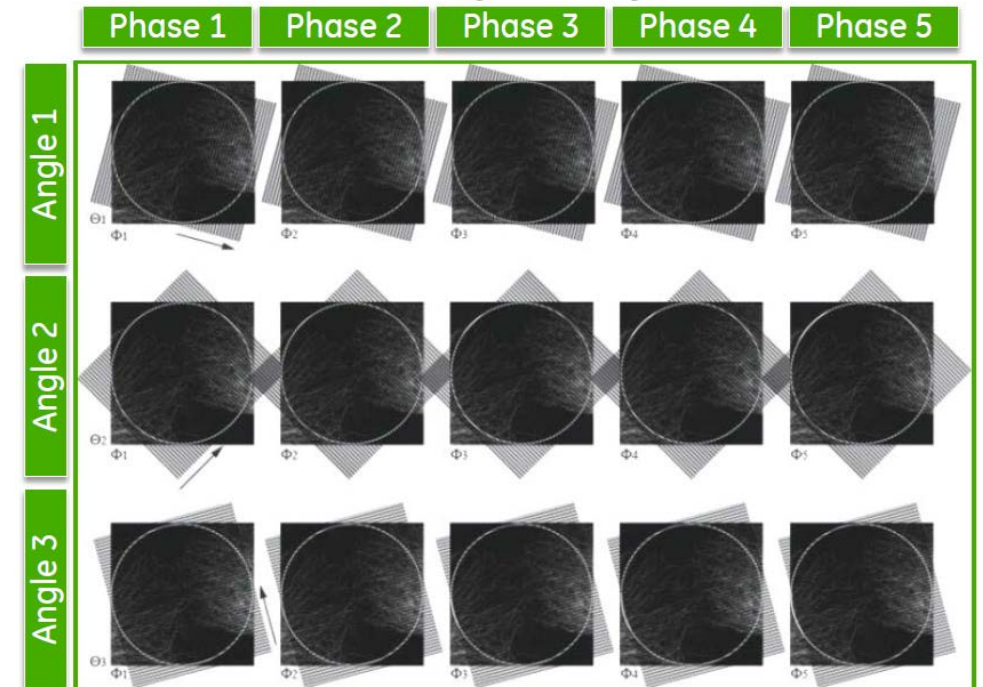 Phase 1 Phase 2 Phase 3 Phase 4 Phase 5
Angle 1
Θ1
Φ1 Φ2 Φ3 Φ4 Φ5
Angle 2
Θ2
Φ1 Φ2 Φ3 Φ4 Φ5
Angle 3
Θ3
Φ1 Φ2 Φ3 Φ4 Φ5